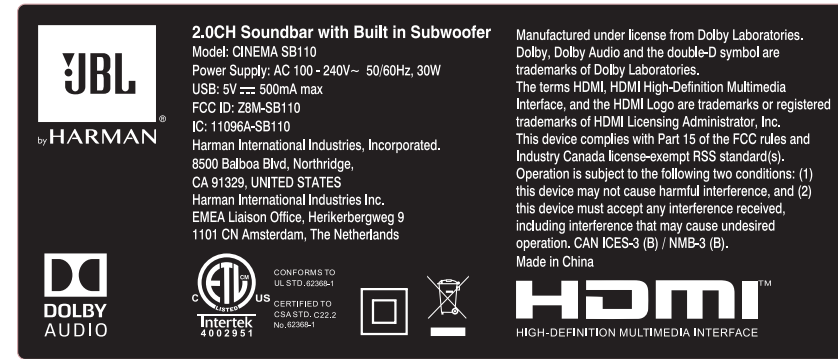 JBL
®
by HARMAN
2.0CH Soundbar with Built in Subwoofer
Model: CINEMA SB110
Power Supply: AC 100 - 240V~ 50/60Hz, 30W
USB: 5V ⎓ 500mA max
FCC ID: Z8M-SB110
IC: 11096A-SB110
Harman International Industries, Incorporated.
8500 Balboa Blvd, Northridge,
CA 91329, UNITED STATES
Harman International Industries Inc.
EMEA Liaison Office, Herikerbergweg 9
1101 CN Amsterdam, The Netherlands
Manufactured under license from Dolby Laboratories.
Dolby, Dolby Audio and the double-D symbol are
trademarks of Dolby Laboratories.
The terms HDMI, HDMI High-Definition Multimedia
Interface, and the HDMI Logo are trademarks or registered
trademarks of HDMI Licensing Administrator, Inc.
This device complies with Part 15 of the FCC rules and
Industry Canada license-exempt RSS standard(s).
Operation is subject to the following two conditions: (1)
this device may not cause harmful interference, and (2)
this device must accept any interference received,
including interference that may cause undesired
operation. CAN ICES-3 (B) / NMB-3 (B).
Made in China
DOLBY
AUDIO
ETL CM
LISTED
C US
Intertek
4002951
CONFORMS TO
UL STD. 62368-1
CERTIFIED TO
CSA STD. C22.2
No. 62368-1
HDMI™
HIGH-DEFINITION MULTIMEDIA INTERFACE